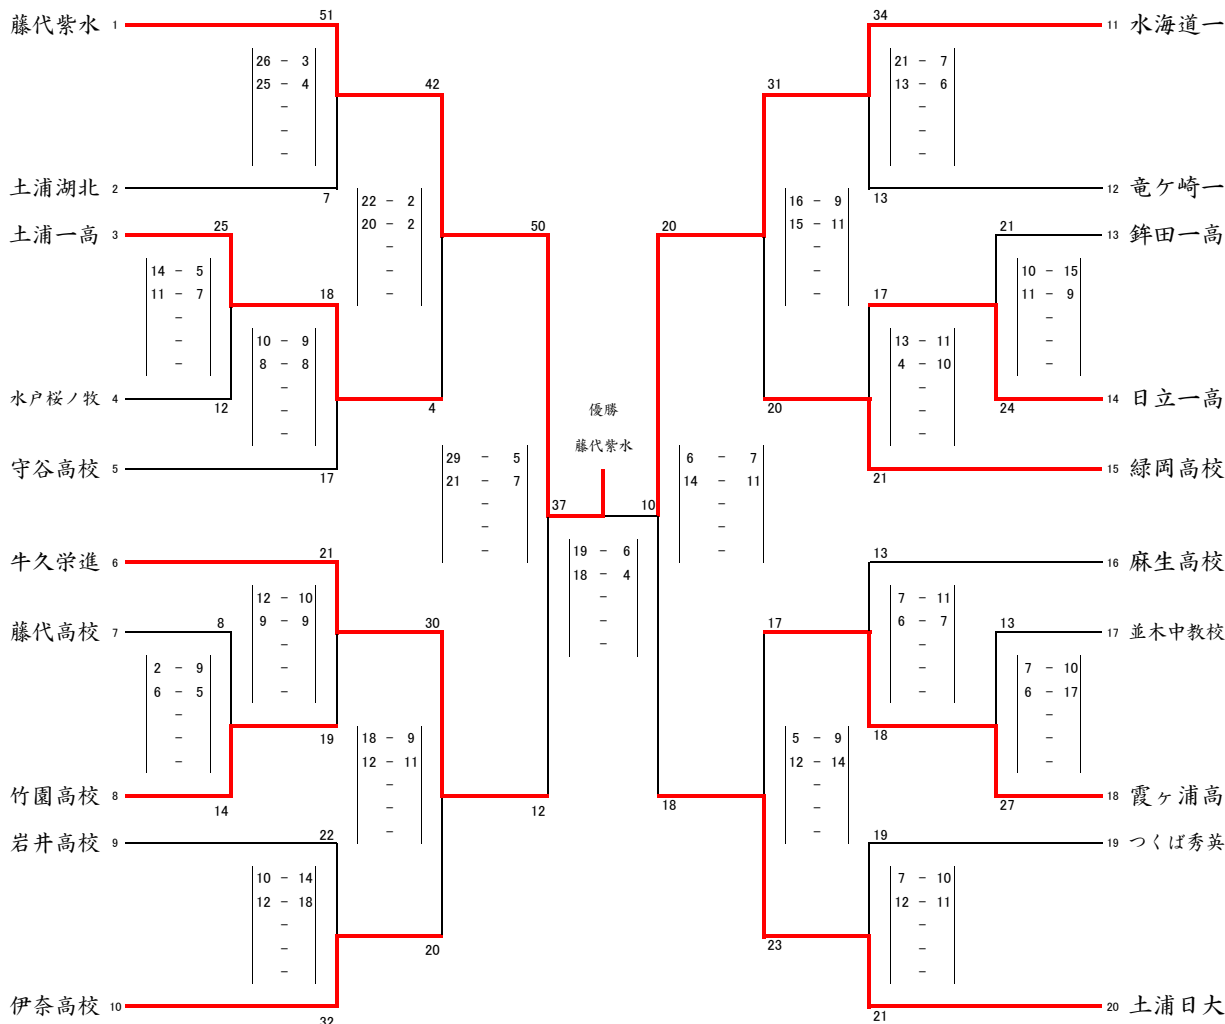 藤代紫水 1 51
26 - 3
25 - 4
-
-
-
42
土浦湖北 2 7
22 - 2
20 - 2
-
-
-
土浦一高 3 25
50
14 - 5
11 - 7
-
-
-
18
10 - 9
8 - 8
-
-
-
水戸桜ノ牧 4 12
4
守谷高校 5 17
29 - 5
21 - 7
-
-
-
牛久栄進 6 21
12 - 10
9 - 9
-
-
-
30
藤代高校 7 8
2 - 9
6 - 5
-
-
-
19
18 - 9
12 - 11
-
-
-
竹園高校 8 14
12
岩井高校 9 22
10 - 14
12 - 18
-
-
-
20
伊奈高校 10 32
優勝
藤代紫水
37 10
19 - 6
18 - 4
-
-
-
34 11 水海道一
21 - 7
13 - 6
-
-
-
31
13 12 竜ケ崎一
16 - 9
15 - 11
-
-
-
20
21 13 鉾田一高
10 - 15
11 - 9
-
-
-
17
13 - 11
4 - 10
-
-
-
24 14 日立一高
20
21 15 緑岡高校
6 - 7
14 - 11
-
-
-
13 16 麻生高校
7 - 11
6 - 7
-
-
-
17
13 17 並木中教校
7 - 10
6 - 17
-
-
-
18
5 - 9
12 - 14
-
-
-
27 18 霞ヶ浦高
18
19 19 つくば秀英
7 - 10
12 - 11
-
-
-
23
21 20 土浦日大